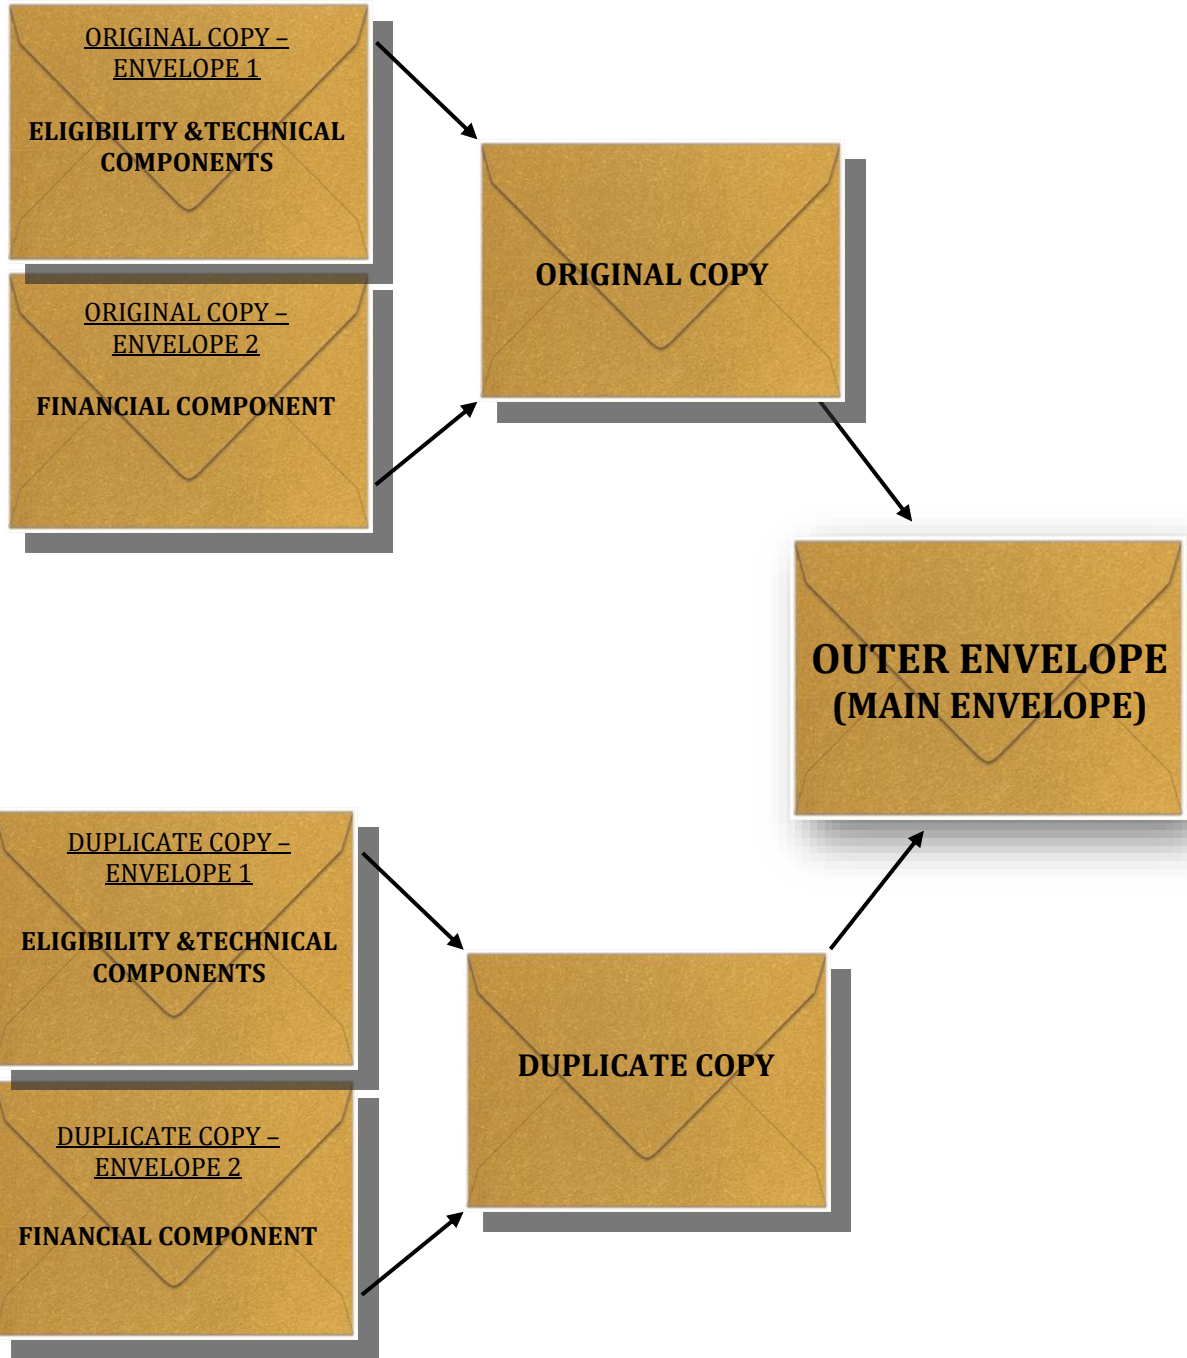 ORIGINAL COPY –
ENVELOPE 1
ELIGIBILITY &TECHNICAL
COMPONENTS
ORIGINAL COPY –
ENVELOPE 2
FINANCIAL COMPONENT
ORIGINAL COPY
OUTER ENVELOPE
(MAIN ENVELOPE)
DUPLICATE COPY –
ENVELOPE 1
ELIGIBILITY &TECHNICAL
COMPONENTS
DUPLICATE COPY –
ENVELOPE 2
FINANCIAL COMPONENT
DUPLICATE COPY